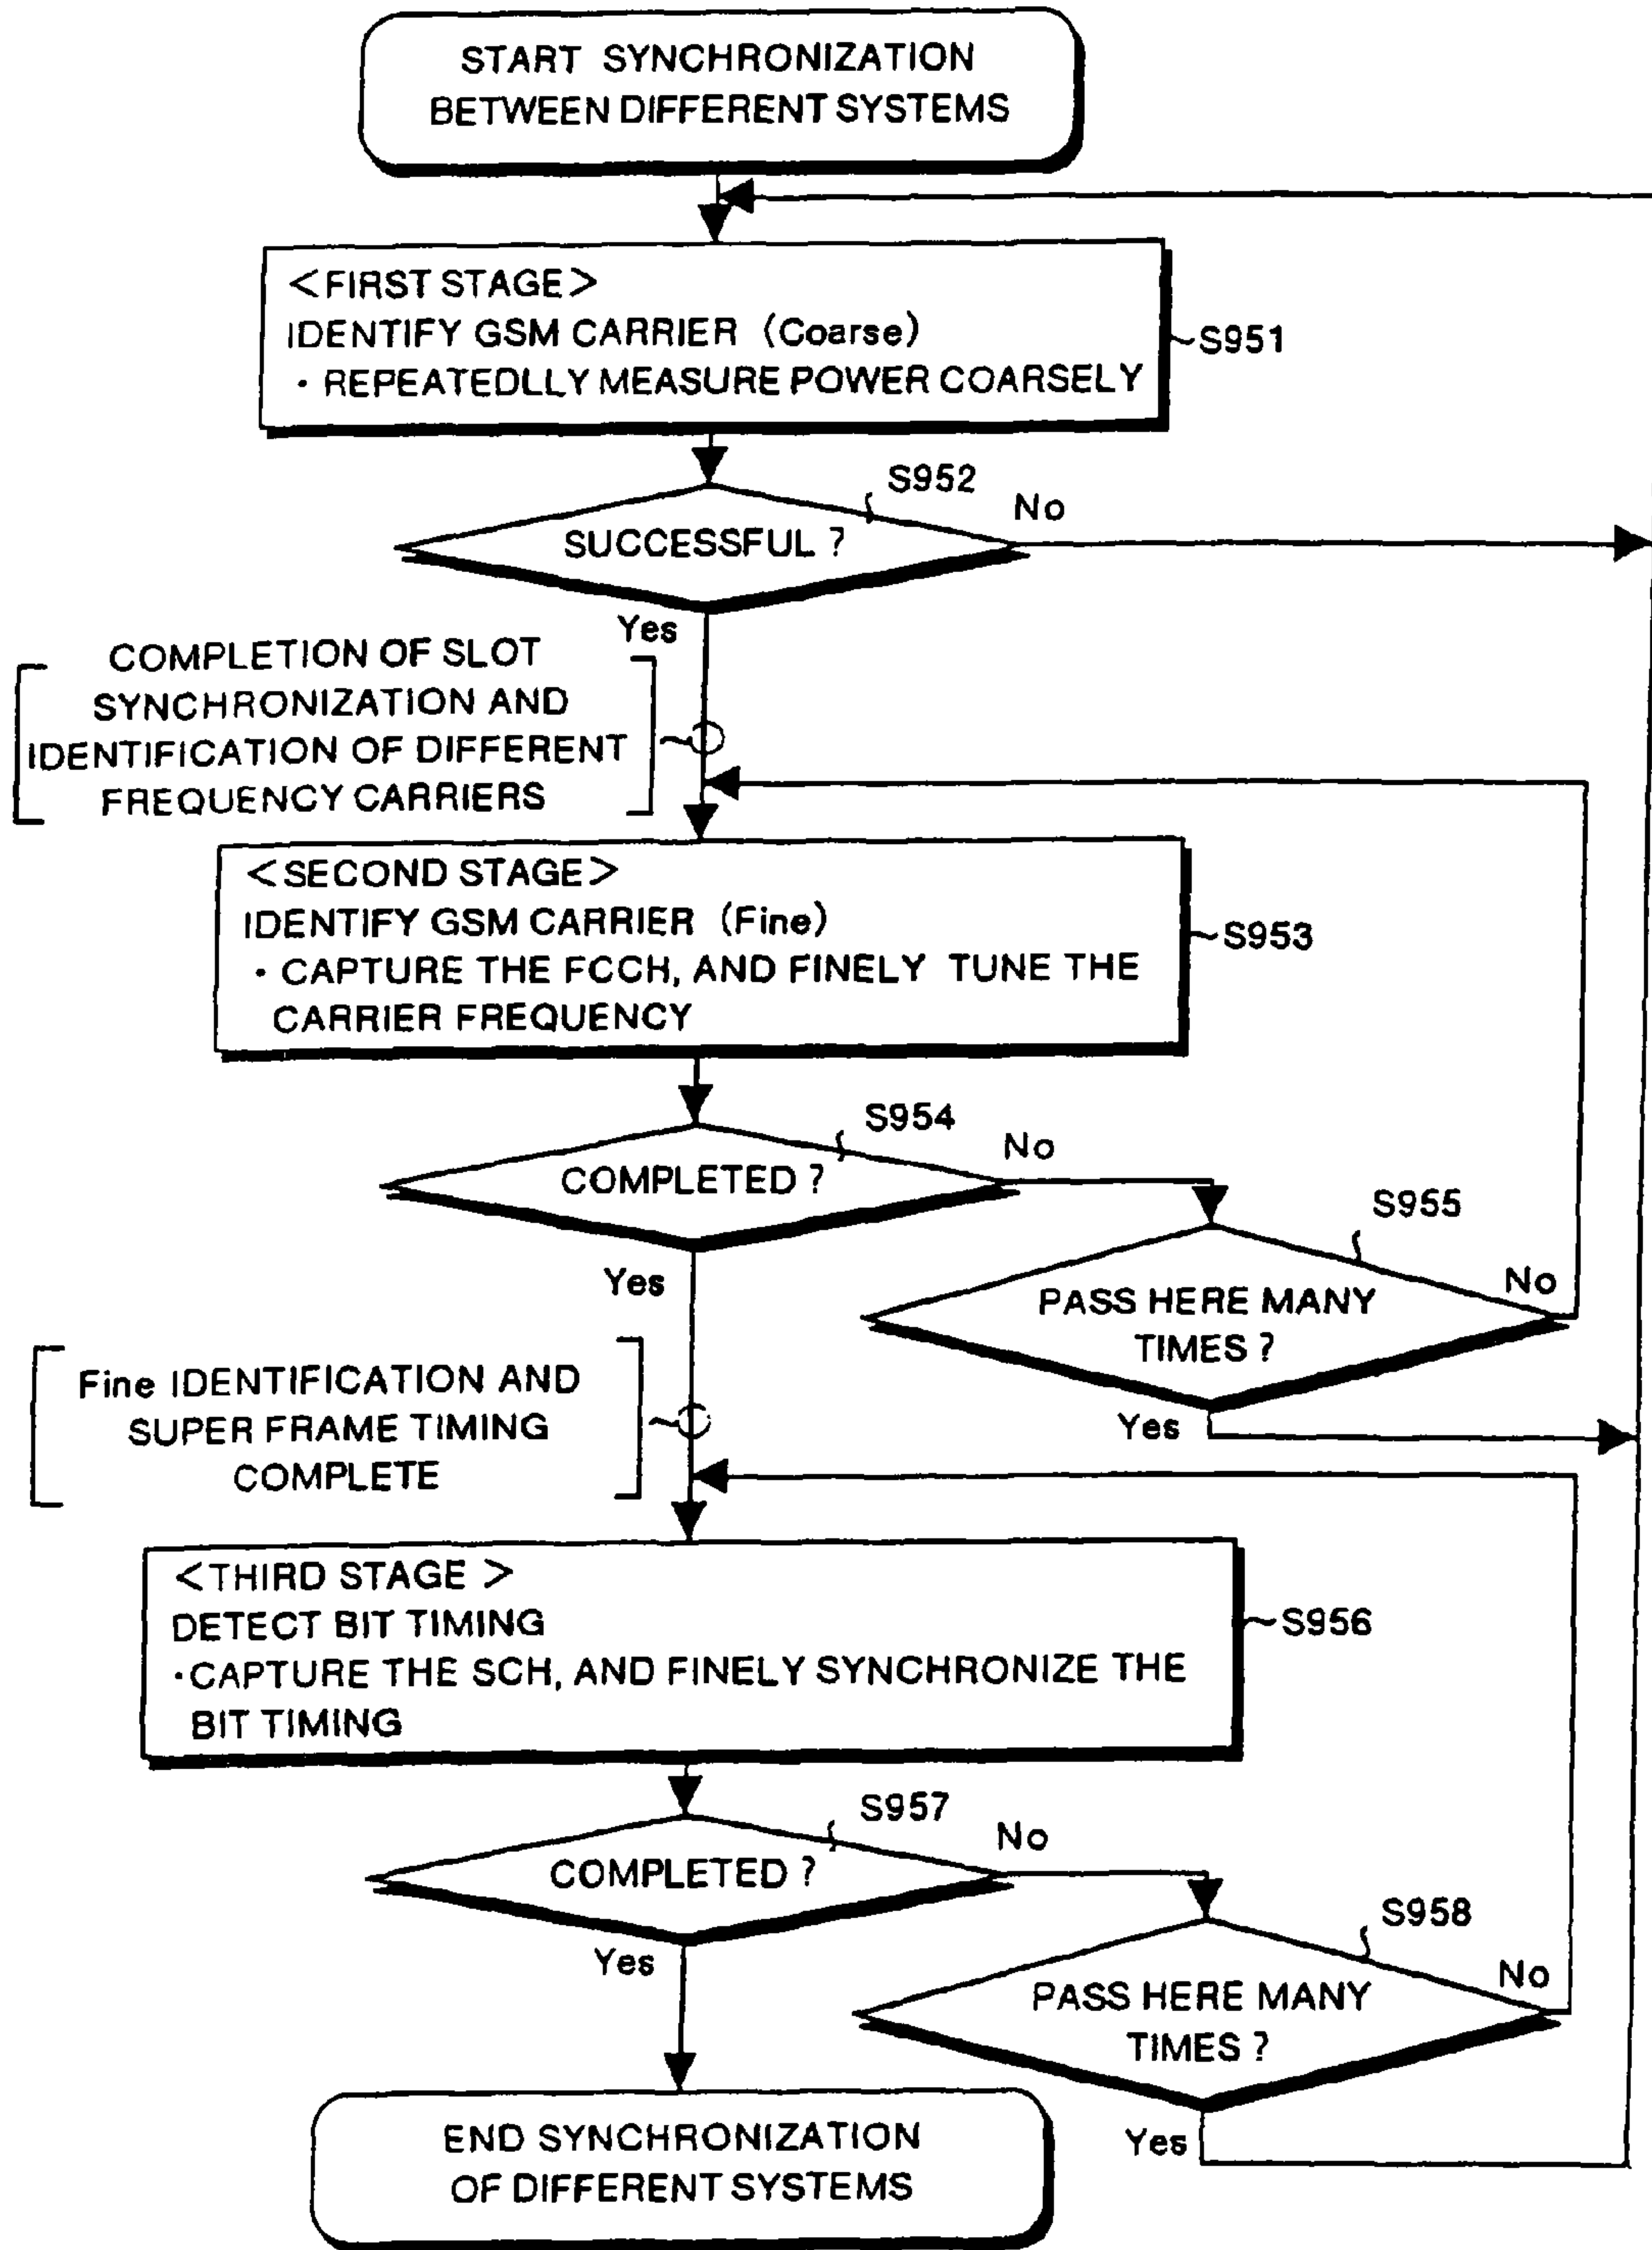 START SYNCHRONIZATION
BETWEEN DIFFERENT SYSTEMS
<FIRST STAGE>
IDENTIFY GSM CARRIER (Coarse)
· REPEATEDLLY MEASURE POWER COARSELY
S951
S952
SUCCESSFUL ?
No
Yes
COMPLETION OF SLOT
SYNCHRONIZATION AND
IDENTIFICATION OF DIFFERENT
FREQUENCY CARRIERS
<SECOND STAGE>
IDENTIFY GSM CARRIER (Fine)
· CAPTURE THE FCCH, AND FINELY TUNE THE
CARRIER FREQUENCY
S953
S954
COMPLETED ?
No
Yes
S955
PASS HERE MANY
TIMES ?
No
Yes
Fine IDENTIFICATION AND
SUPER FRAME TIMING
COMPLETE
<THIRD STAGE >
DETECT BIT TIMING
· CAPTURE THE SCH, AND FINELY SYNCHRONIZE THE
BIT TIMING
S956
S957
COMPLETED ?
No
Yes
S958
PASS HERE MANY
TIMES ?
No
Yes
END SYNCHRONIZATION
OF DIFFERENT SYSTEMS